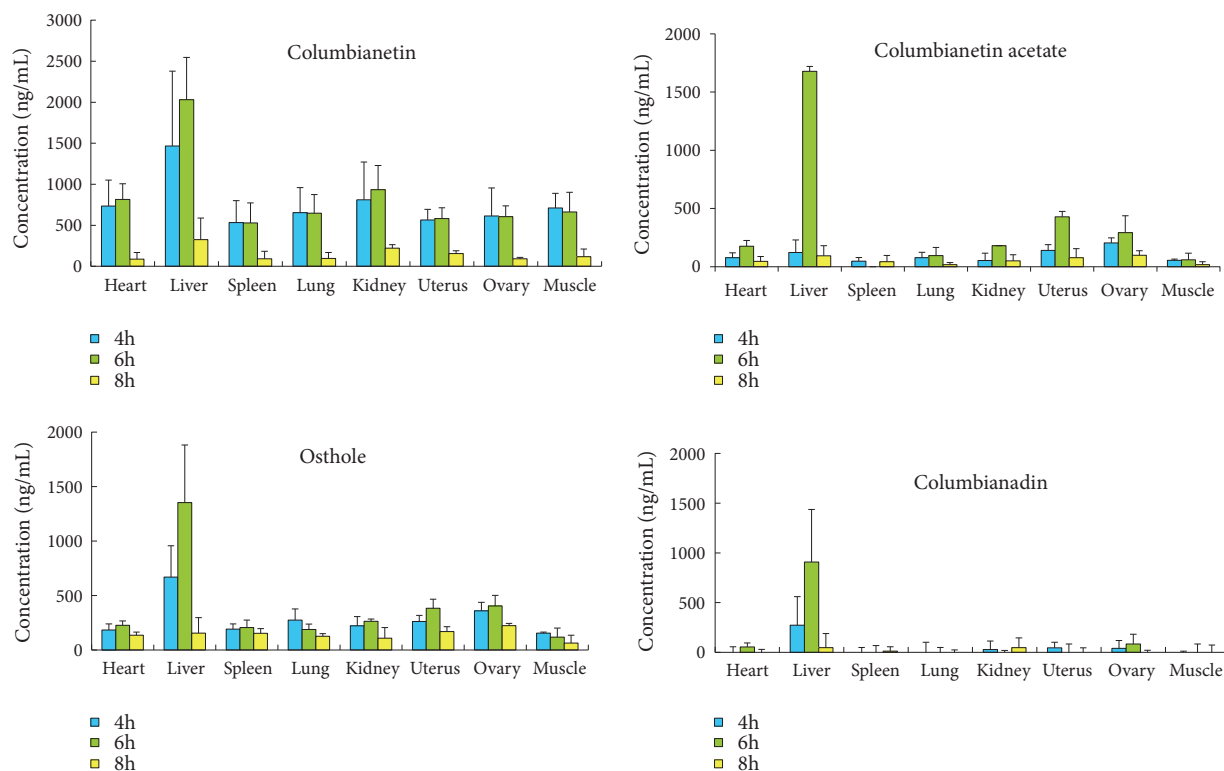 Columbianetin
Concentration (ng/mL)
3000
2500
2000
1500
1000
500
0
Heart Liver Spleen Lung Kidney Uterus Ovary Muscle
4h
6h
8h
Columbianetin acetate
Concentration (ng/mL)
2000
1500
1000
500
0
Heart Liver Spleen Lung Kidney Uterus Ovary Muscle
4h
6h
8h
Osthole
Concentration (ng/mL)
2000
1500
1000
500
0
Heart Liver Spleen Lung Kidney Uterus Ovary Muscle
4h
6h
8h
Columbianadin
Concentration (ng/mL)
2000
1500
1000
500
0
Heart Liver Spleen Lung Kidney Uterus Ovary Muscle
4h
6h
8h